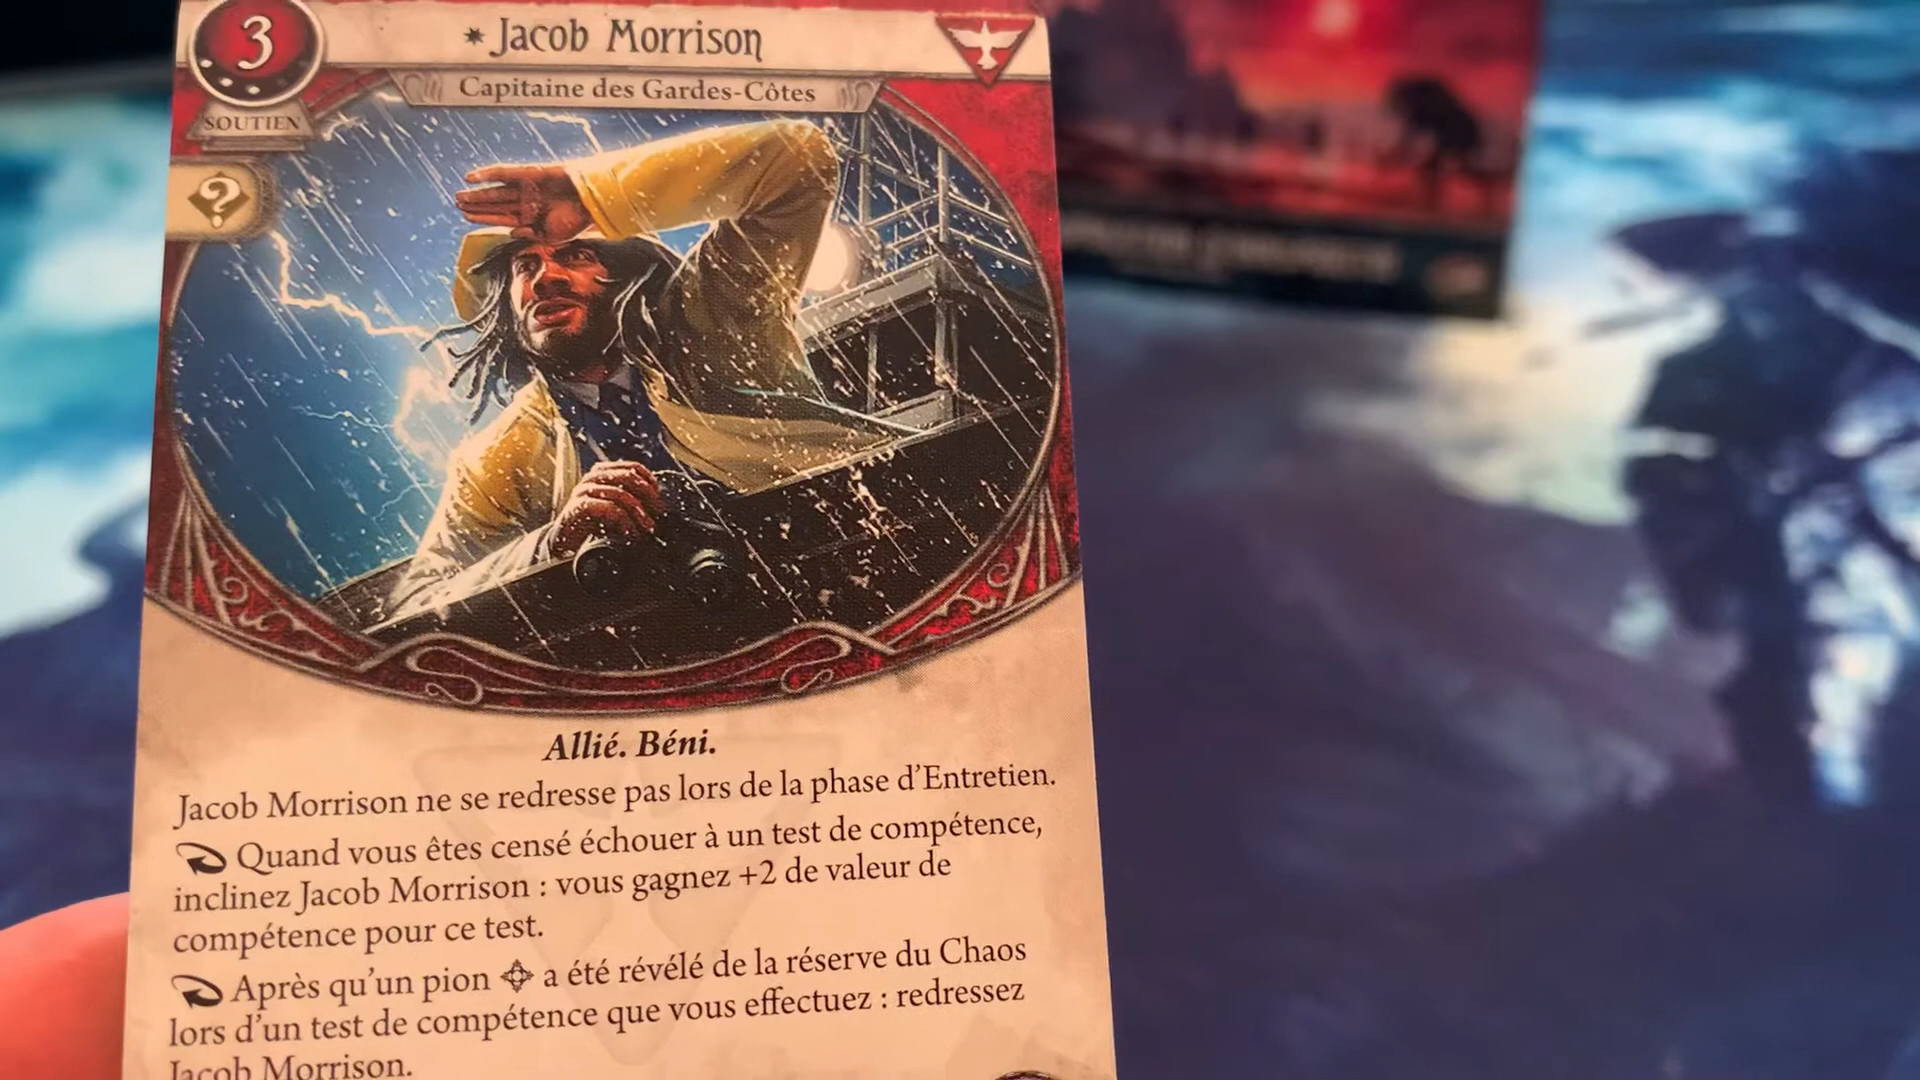 3
Jacob Morrison
Capitaine des Gardes-Côtes
SOUTIEN
?
Allié. Béni.
Jacob Morrison ne se redresse pas lors de la phase d'Entretien.
Quand vous êtes censé échouer à un test de compétence,
inclinez Jacob Morrison : vous gagnez +2 de valeur de
compétence pour ce test.
Après qu'un pion a été révélé de la réserve du Chaos
lors d'un test de compétence que vous effectuez : redressez
Jacob Morrison.